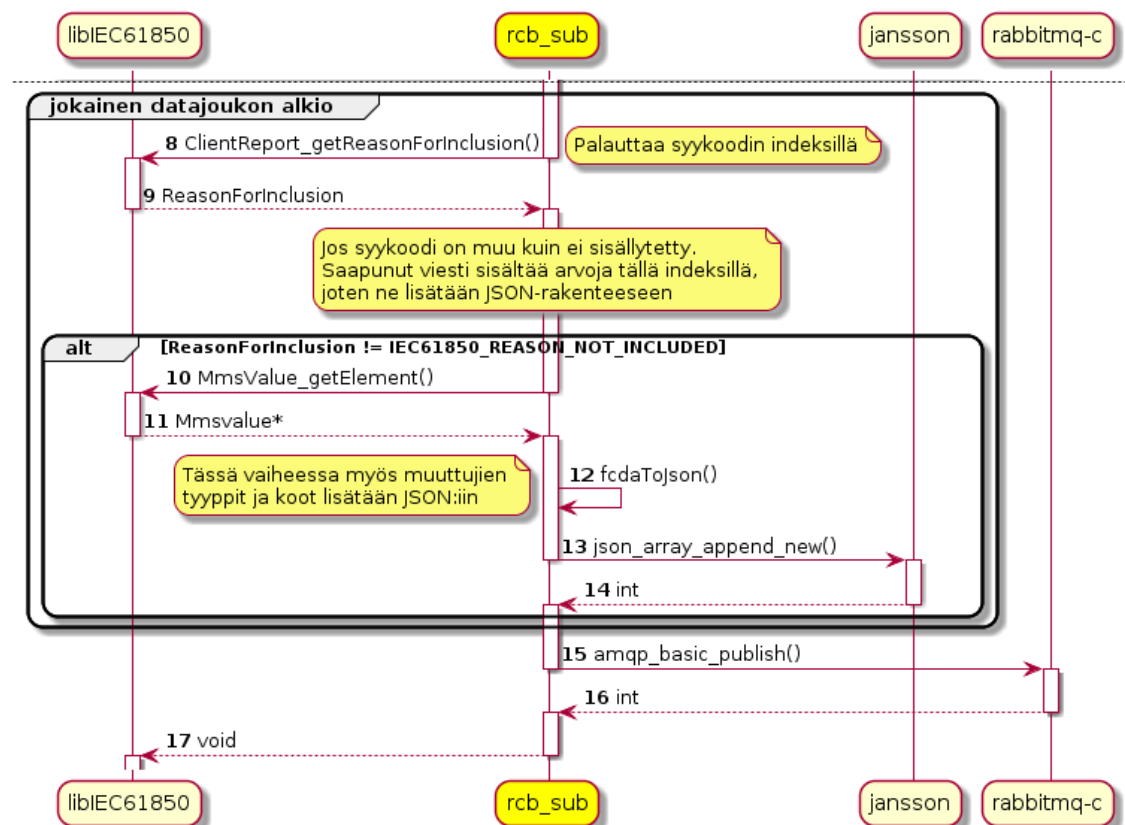 libIEC61850
rcb_sub
jansson
rabbitmq-c
jokainen datajoukon alkio
8 ClientReport_getReasonForInclusion()
Palauttaa syykoodin indeksillä
9 ReasonForInclusion
Jos syykoodi on muu kuin ei sisällytetty.
Saapunut viesti sisältää arvoja tällä indeksillä,
joten ne lisätään JSON-rakenteeseen
alt
[ReasonForInclusion != IEC61850_REASON_NOT_INCLUDED]
10 MmsValue_getElement()
11 Mmsvalue*
Tässä vaiheessa myös muuttujien
tyyppit ja koot lisätään JSON:iin
12 fcdaToJson()
13 json_array_append_new()
14 int
15 amqp_basic_publish()
16 int
17 void
libIEC61850
rcb_sub
jansson
rabbitmq-c